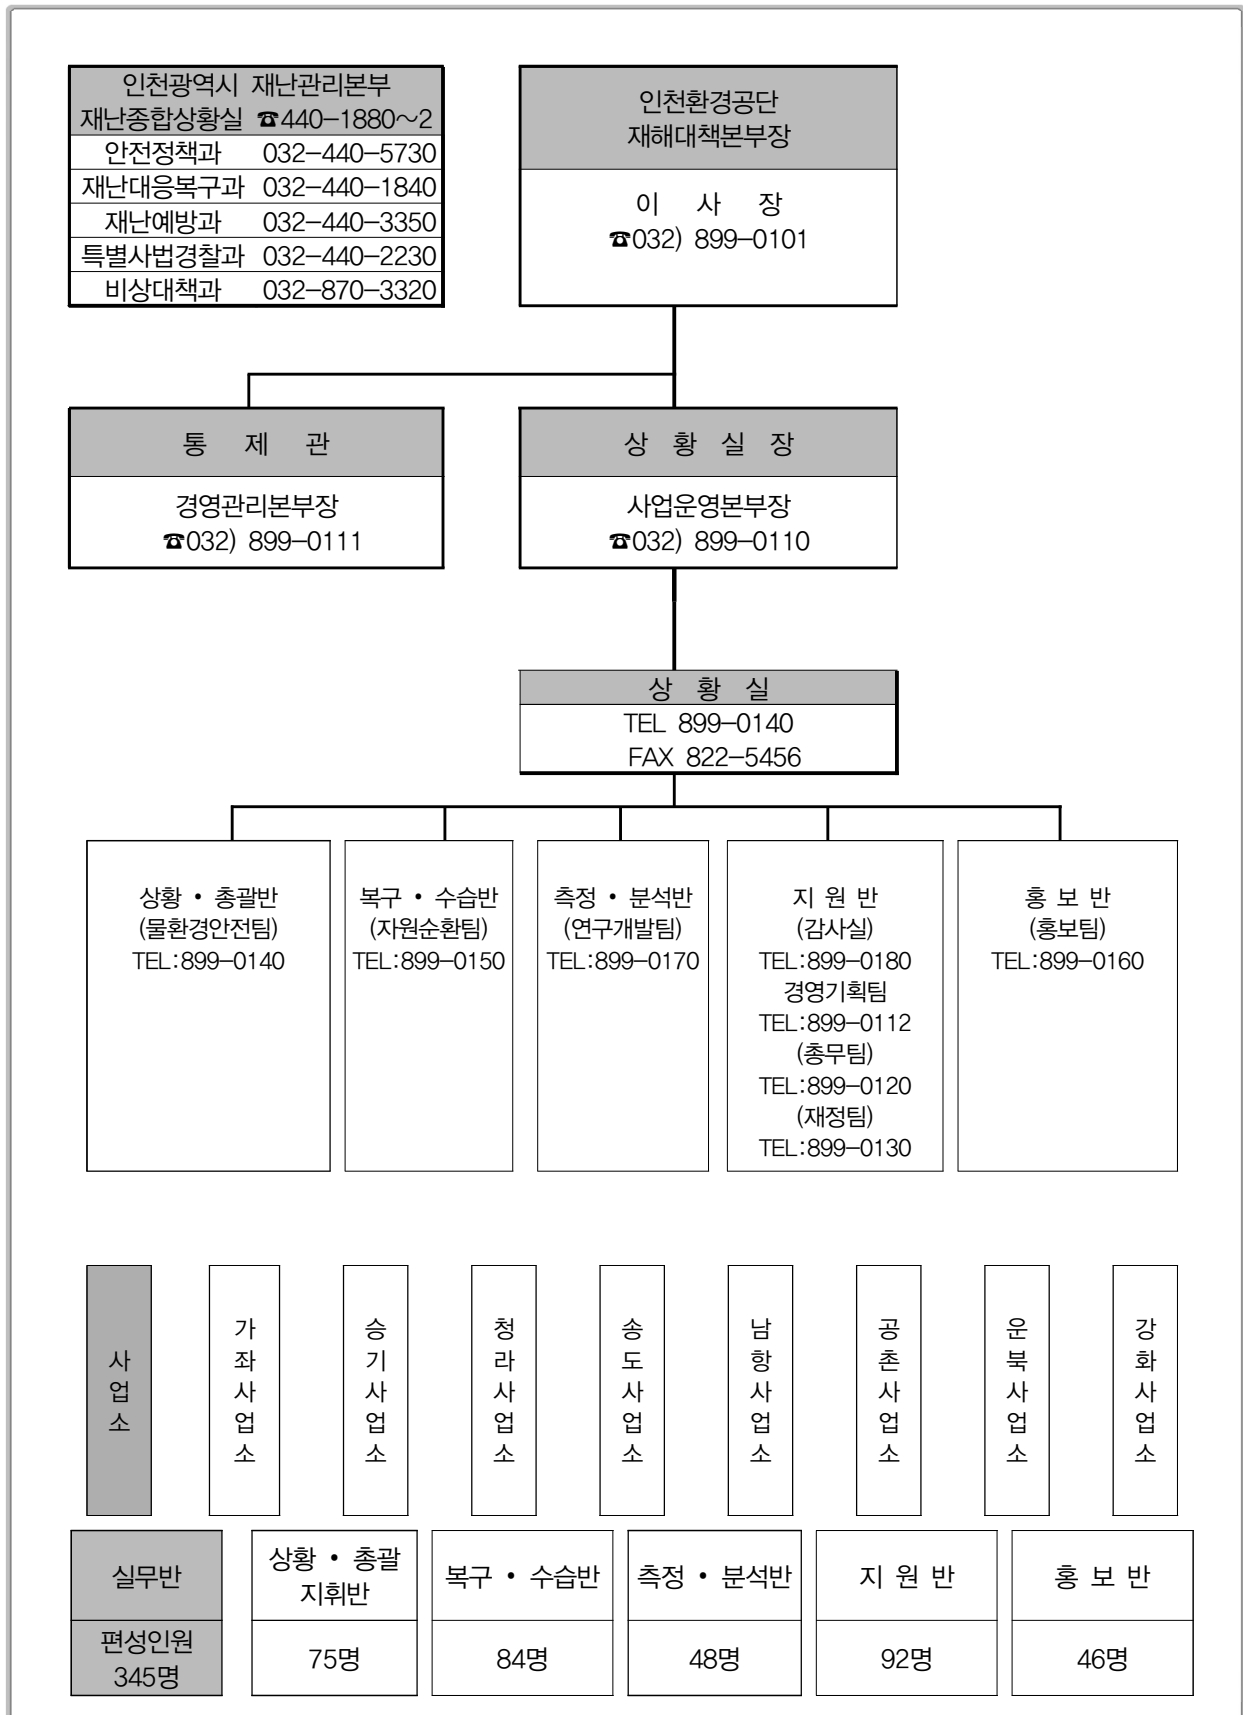 인천광역시 재난관리본부
재난종합상황실 ☎440-1880～2
안전정책과 032-440-5730
재난대응복구과 032-440-1840
재난예방과 032-440-3350
특별사법경찰과 032-440-2230
비상대책과 032-870-3320
인천환경공단
재해대책본부장
이 사 장
☎032) 899-0101
통 제 관
경영관리본부장
☎032) 899-0111
상 황 실 장
사업운영본부장
☎032) 899-0110
상 황 실
TEL 899-0140
FAX 822-5456
상황 • 총괄반
(물환경안전팀)
TEL:899-0140
복구 • 수습반
(자원순환팀)
TEL:899-0150
측정 • 분석반
(연구개발팀)
TEL:899-0170
지 원 반
(감사실)
TEL:899-0180
경영기획팀
TEL:899-0112
(총무팀)
TEL:899-0120
(재정팀)
TEL:899-0130
홍 보 반
(홍보팀)
TEL:899-0160
사업소
가좌사업소
승기사업소
청라사업소
송도사업소
남항사업소
공촌사업소
운북사업소
강화사업소
실무반
상황 • 총괄
지휘반
복구 • 수습반
측정 • 분석반
지 원 반
홍 보 반
편성인원
345명
75명
84명
48명
92명
46명